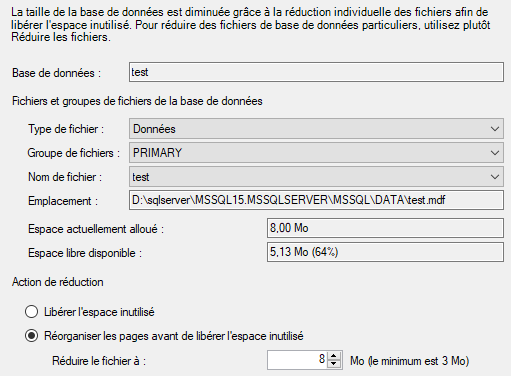 La taille de la base de données est diminuée grâce à la réduction individuelle des fichiers afin de
libérer l'espace inutilisé. Pour réduire des fichiers de base de données particuliers, utilisez plutôt
Réduire les fichiers.
Base de données : test
Fichiers et groupes de fichiers de la base de données
Type de fichier : Données
Groupe de fichiers : PRIMARY
Nom de fichier : test
Emplacement : D:\sqlserver\MSSQL15.MSSQLSERVER\MSSQL\DATA\test.mdf
Espace actuellement alloué : 8,00 Mo
Espace libre disponible : 5,13 Mo (64%)
Action de réduction
Libérer l'espace inutilisé
Réorganiser les pages avant de libérer l'espace inutilisé
Réduire le fichier à : 8 Mo (le minimum est 3 Mo)